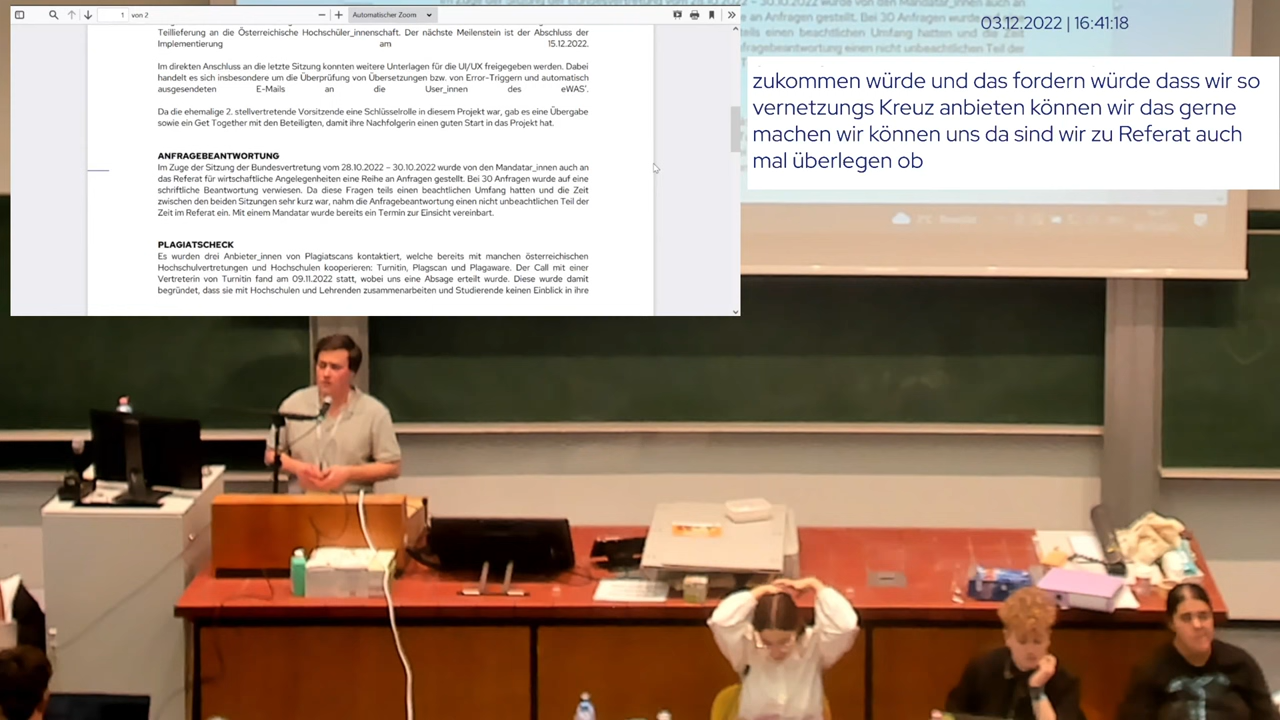 1 von 2
Automatischer Zoom
Teillieferung an die Österreichische Hochschüler_innenschaft. Der nächste Meilenstein ist der Abschluss der
Implementierung am 15.12.2022.
Im direkten Anschluss an die letzte Sitzung konnten weitere Unterlagen für die UI/UX freigegeben werden. Dabei
handelt es sich insbesondere um die Überprüfung von Übersetzungen bzw. von Error-Triggern und automatisch
ausgesendeten E-Mails an die User_innen des eWAS'.
Da die ehemalige 2. stellvertretende Vorsitzende eine Schlüsselrolle in diesem Projekt war, gab es eine Übergabe
sowie ein Get Together mit den Beteiligten, damit ihre Nachfolgerin einen guten Start in das Projekt hat.
ANFRAGEBEANTWORTUNG
Im Zuge der Sitzung der Bundesvertretung vom 28.10.2022 – 30.10.2022 wurde von den Mandatar_innen auch an
das Referat für wirtschaftliche Angelegenheiten eine Reihe an Anfragen gestellt. Bei 30 Anfragen wurde auf eine
schriftliche Beantwortung verwiesen. Da diese Fragen teils einen beachtlichen Umfang hatten und die Zeit
zwischen den beiden Sitzungen sehr kurz war, nahm die Anfragebeantwortung einen nicht unbeachtlichen Teil der
Zeit im Referat ein. Mit einem Mandatar wurde bereits ein Termin zur Einsicht vereinbart.
PLAGIATSCHECK
Es wurden drei Anbieter_innen von Plagiatscans kontaktiert, welche bereits mit manchen österreichischen
Hochschulvertretungen und Hochschulen kooperieren: Turnitin, Plagscan und Plagaware. Der Call mit einer
Vertreterin von Turnitin fand am 09.11.2022 statt, wobei uns eine Absage erteilt wurde. Diese wurde damit
begründet, dass sie mit Hochschulen und Lehrenden zusammenarbeiten und Studierende keinen Einblick in ihre
03.12.2022 | 16:41:18
zukommen würde und das fordern würde dass wir so
vernetzungs Kreuz anbieten können wir das gerne
machen wir können uns da sind wir zu Referat auch
mal überlegen ob